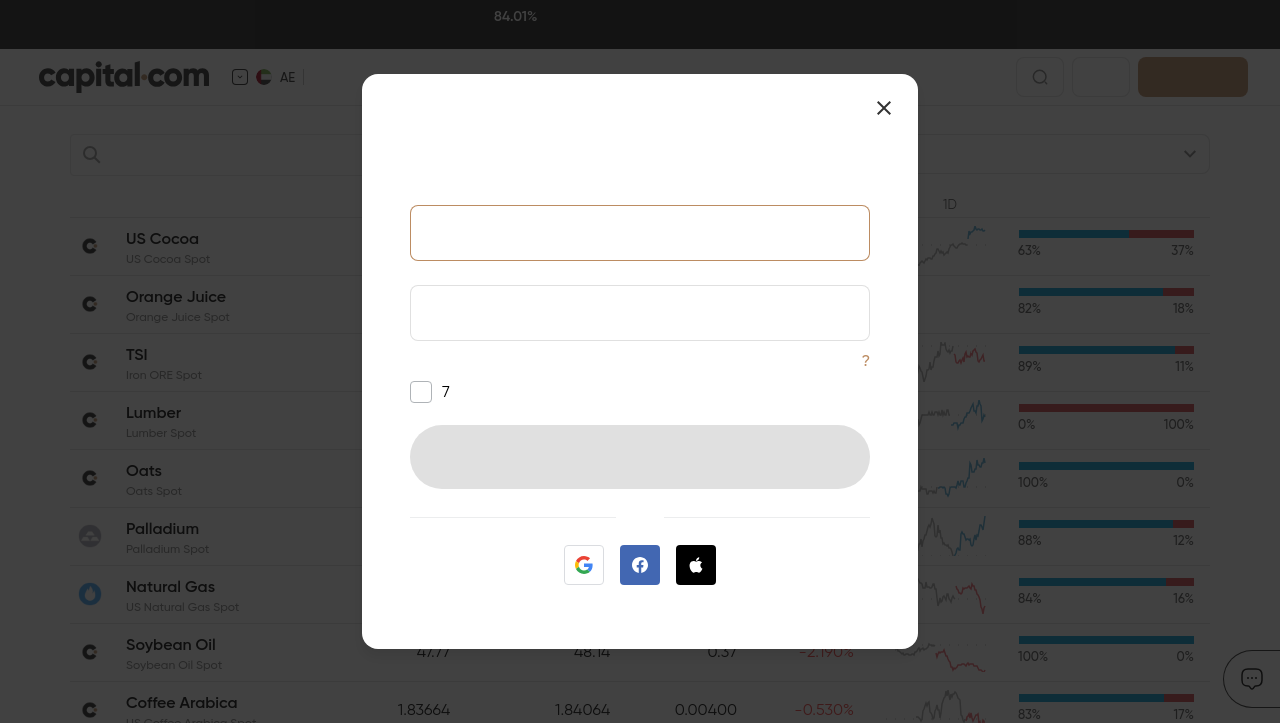 84.01%
capital.com
AE
1D
US Cocoa
US Cocoa Spot
63%
37%
Orange Juice
Orange Juice Spot
82%
18%
TSI
Iron ORE Spot
89%
11%
?
7
Lumber
Lumber Spot
0%
100%
Oats
Oats Spot
100%
0%
Palladium
Palladium Spot
88%
12%
Natural Gas
US Natural Gas Spot
84%
16%
Soybean Oil
Soybean Oil Spot
47.77
48.14
0.37
-2.190%
100%
0%
Coffee Arabica
US Coffee Arabica Spot
1.83664
1.84064
0.00400
-0.530%
83%
17%